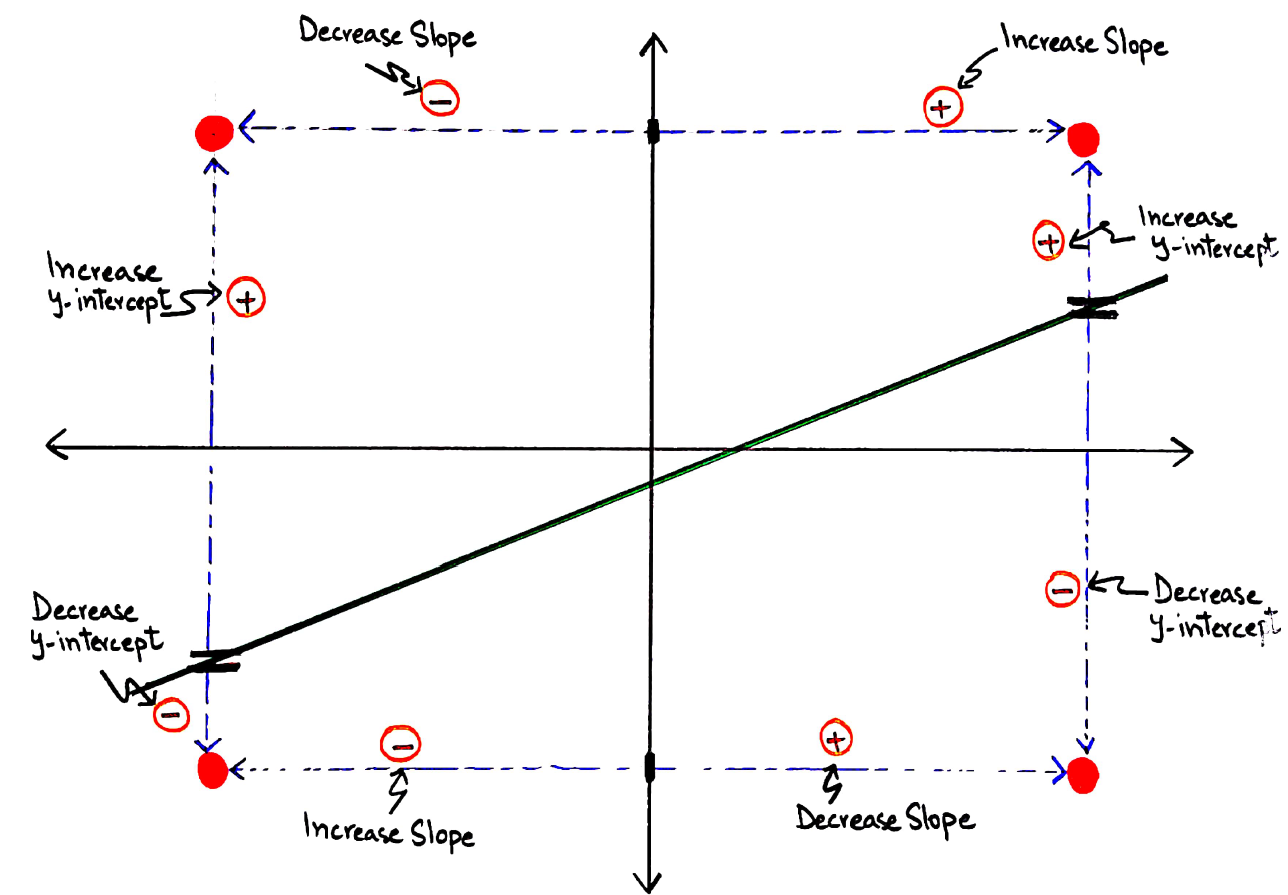 Decrease Slope
Increase Slope
−
+
+
Increase
y-intercept
Increase
y-intercept
+
−
Decrease
y-intercept
Decrease
y-intercept
−
−
+
Increase Slope
Decrease Slope